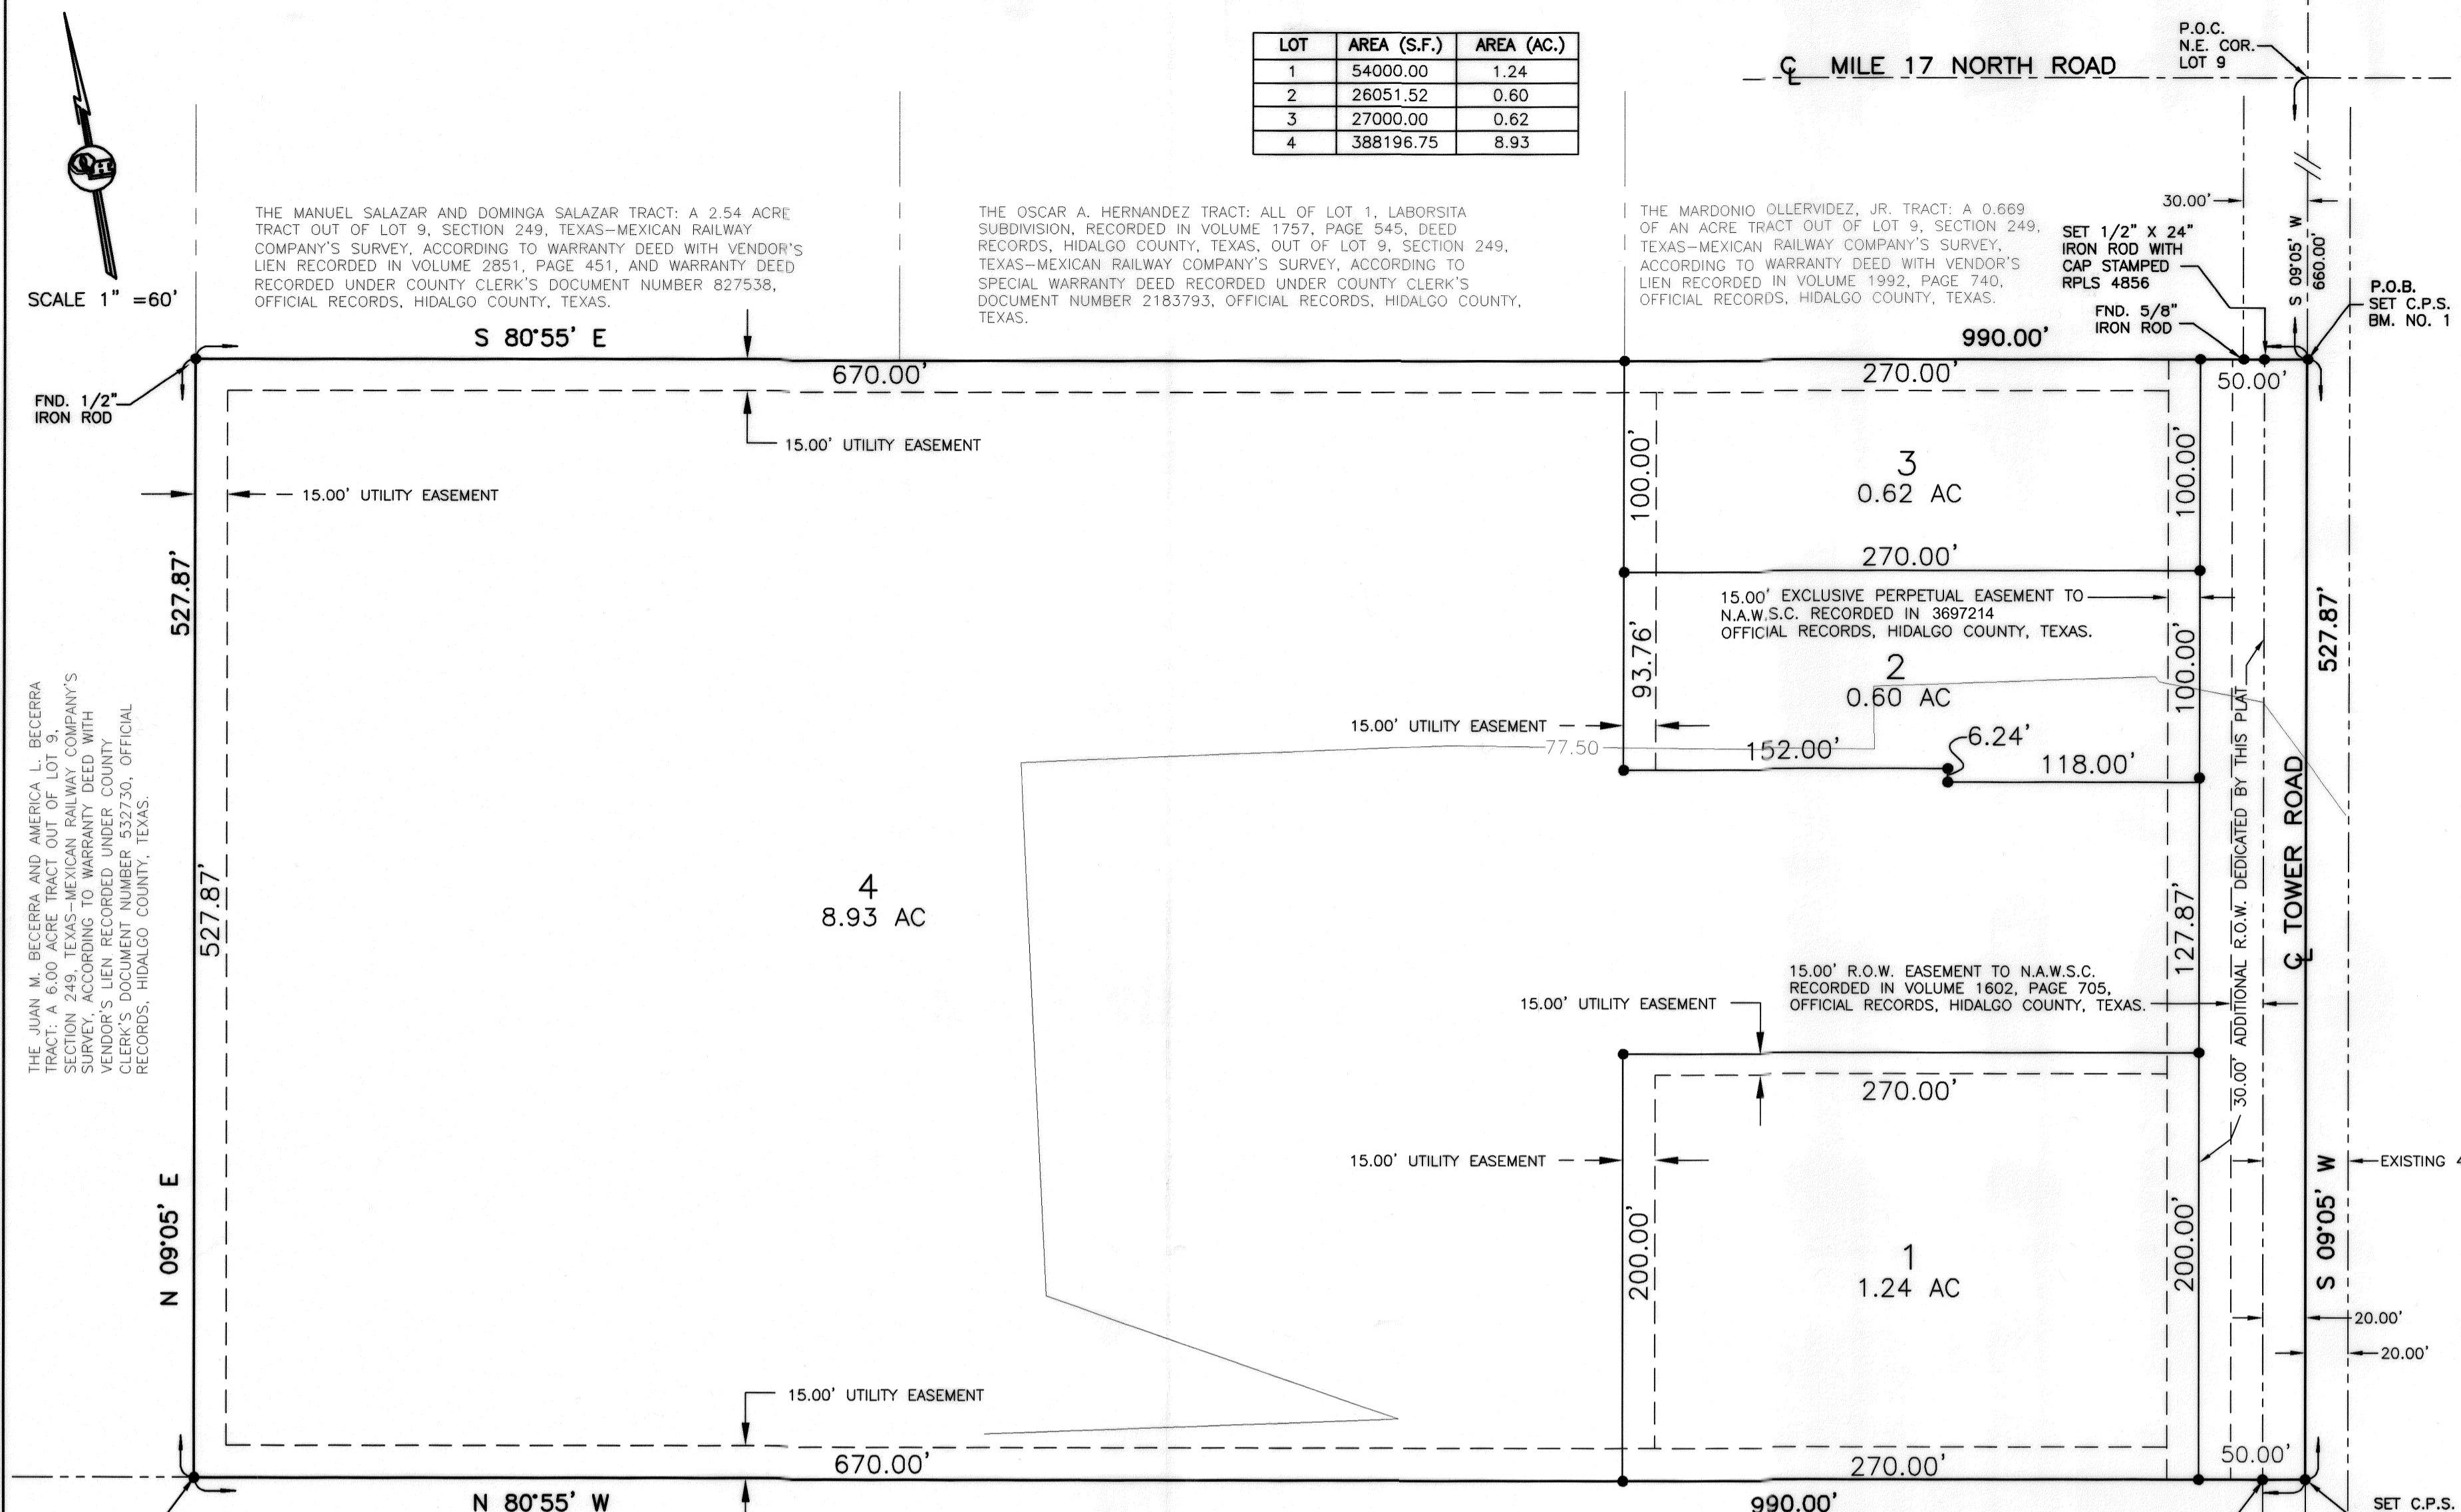 LOT AREA (S.F.) AREA (AC.)
1 54000.00 1.24
2 26051.52 0.60
3 27000.00 0.62
4 388196.75 8.93
P.O.C.
N.E. COR.
LOT 9
℄ MILE 17 NORTH ROAD
SCALE 1" =60'
THE MANUEL SALAZAR AND DOMINGA SALAZAR TRACT: A 2.54 ACRE
TRACT OUT OF LOT 9, SECTION 249, TEXAS-MEXICAN RAILWAY
COMPANY'S SURVEY, ACCORDING TO WARRANTY DEED WITH VENDOR'S
LIEN RECORDED IN VOLUME 2851, PAGE 451, AND WARRANTY DEED
RECORDED UNDER COUNTY CLERK'S DOCUMENT NUMBER 827538,
OFFICIAL RECORDS, HIDALGO COUNTY, TEXAS.
THE OSCAR A. HERNANDEZ TRACT: ALL OF LOT 1, LABORSITA
SUBDIVISION, RECORDED IN VOLUME 1757, PAGE 545, DEED
RECORDS, HIDALGO COUNTY, TEXAS, OUT OF LOT 9, SECTION 249,
TEXAS-MEXICAN RAILWAY COMPANY'S SURVEY, ACCORDING TO
SPECIAL WARRANTY DEED RECORDED UNDER COUNTY CLERK'S
DOCUMENT NUMBER 2183793, OFFICIAL RECORDS, HIDALGO COUNTY,
TEXAS.
THE MARDONIO OLLERVIDEZ, JR. TRACT: A 0.669
OF AN ACRE TRACT OUT OF LOT 9, SECTION 249,
TEXAS-MEXICAN RAILWAY COMPANY'S SURVEY,
ACCORDING TO WARRANTY DEED WITH VENDOR'S
LIEN RECORDED IN VOLUME 1992, PAGE 740,
OFFICIAL RECORDS, HIDALGO COUNTY, TEXAS.
30.00'
SET 1/2" X 24"
IRON ROD WITH
CAP STAMPED
RPLS 4856
FND. 5/8"
IRON ROD
S 09°05' W
660.00'
P.O.B.
SET C.P.S.
BM. NO. 1
S 80°55' E
990.00'
FND. 1/2"
IRON ROD
670.00'
270.00'
50.00'
15.00' UTILITY EASEMENT
15.00' UTILITY EASEMENT
100.00'
3
0.62 AC
100.00'
270.00'
527.87'
527.87'
15.00' EXCLUSIVE PERPETUAL EASEMENT TO
N.A.W.S.C. RECORDED IN 3697214
OFFICIAL RECORDS, HIDALGO COUNTY, TEXAS.
93.76'
2
0.60 AC
100.00'
15.00' UTILITY EASEMENT
77.50
152.00'
6.24'
118.00'
THE JUAN M. BECERRA AND AMERICA L. BECERRA
TRACT: A 6.00 ACRE TRACT OUT OF LOT 9,
SECTION 249, TEXAS-MEXICAN RAILWAY COMPANY'S
SURVEY, ACCORDING TO WARRANTY DEED WITH
VENDOR'S LIEN RECORDED UNDER COUNTY
CLERK'S DOCUMENT NUMBER 532730, OFFICIAL
RECORDS, HIDALGO COUNTY, TEXAS.
527.87'
4
8.93 AC
127.87'
30.00' ADDITIONAL R.O.W. DEDICATED BY THIS PLAT
℄ TOWER ROAD
15.00' R.O.W. EASEMENT TO N.A.W.S.C.
RECORDED IN VOLUME 1602, PAGE 705,
OFFICIAL RECORDS, HIDALGO COUNTY, TEXAS.
15.00' UTILITY EASEMENT
270.00'
15.00' UTILITY EASEMENT
EXISTING
N 09°05' E
200.00'
1
1.24 AC
200.00'
S 09°05' W
20.00'
20.00'
15.00' UTILITY EASEMENT
670.00'
270.00'
50.00'
N 80°55' W
990.00'
SET C.P.S.